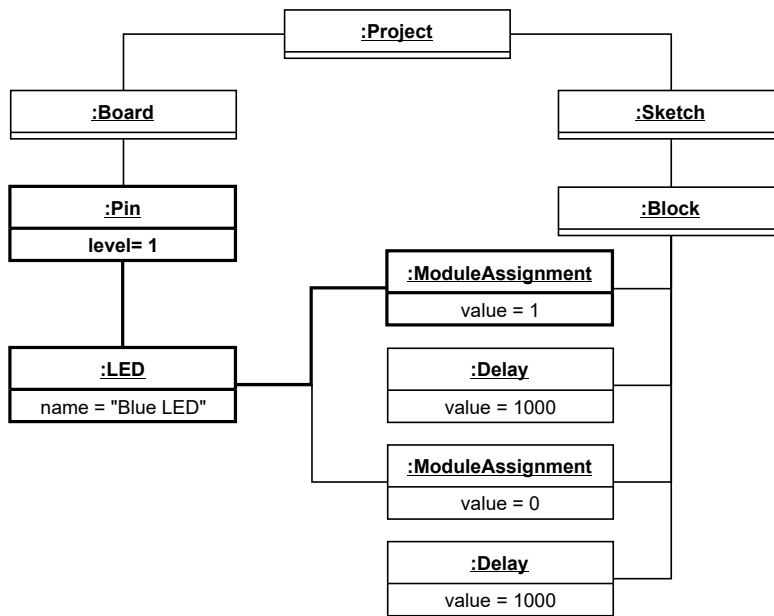 :Project
:Board
:Sketch
:Pin
level= 1
:Block
:ModuleAssignment
value = 1
:LED
name = "Blue LED"
:Delay
value = 1000
:ModuleAssignment
value = 0
:Delay
value = 1000